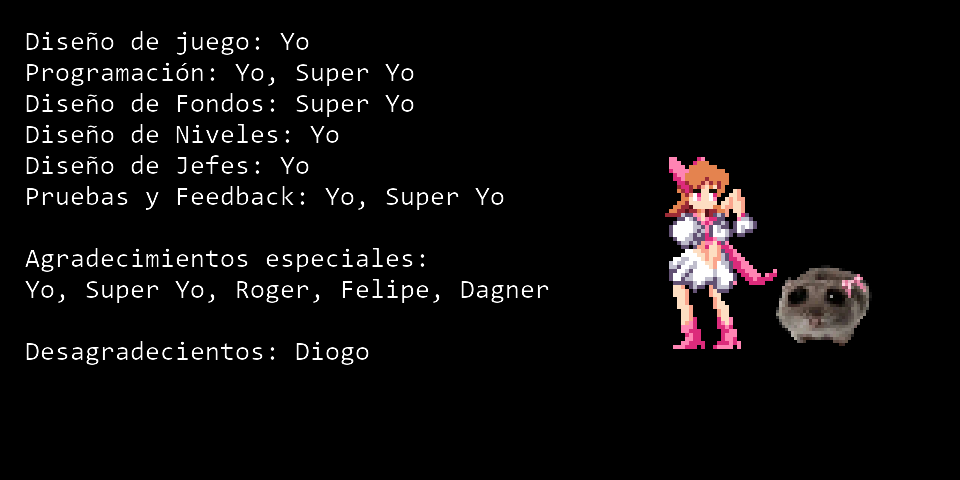 Diseño de juego: Yo
Programación: Yo, Super Yo
Diseño de Fondos: Super Yo
Diseño de Niveles: Yo
Diseño de Jefes: Yo
Pruebas y Feedback: Yo, Super Yo
Agradecimientos especiales:
Yo, Super Yo, Roger, Felipe, Dagner
Desagradecientos: Diogo